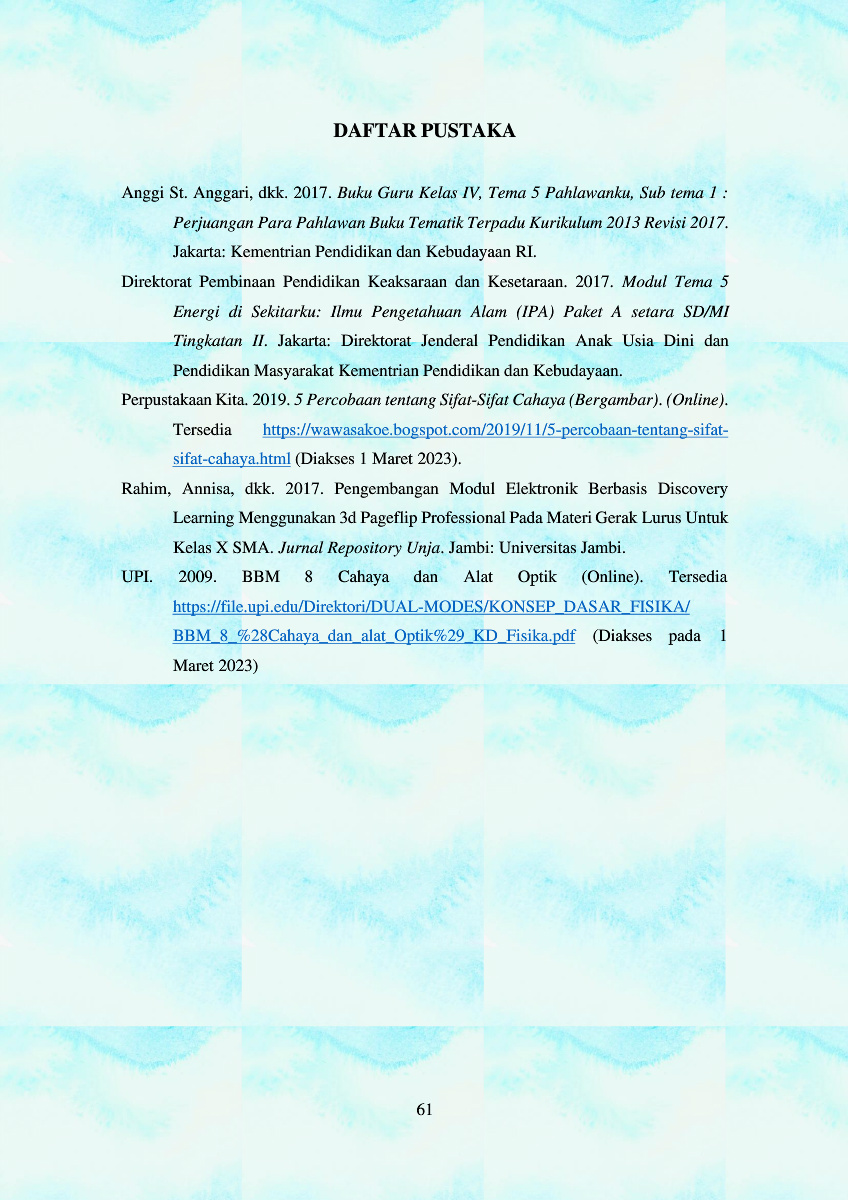 DAFTAR PUSTAKA
Anggi St. Anggari, dkk. 2017. Buku Guru Kelas IV, Tema 5 Pahlawanku, Sub tema 1 :
Perjuangan Para Pahlawan Buku Tematik Terpadu Kurikulum 2013 Revisi 2017.
Jakarta: Kementrian Pendidikan dan Kebudayaan RI.
Direktorat Pembinaan Pendidikan Keaksaraan dan Kesetaraan. 2017. Modul Tema 5
Energi di Sekitarku: Ilmu Pengetahuan Alam (IPA) Paket A setara SD/MI
Tingkatan II. Jakarta: Direktorat Jenderal Pendidikan Anak Usia Dini dan
Pendidikan Masyarakat Kementrian Pendidikan dan Kebudayaan.
Perpustakaan Kita. 2019. 5 Percobaan tentang Sifat-Sifat Cahaya (Bergambar). (Online).
Tersedia https://wawasakoe.bogspot.com/2019/11/5-percobaan-tentang-sifat-
sifat-cahaya.html (Diakses 1 Maret 2023).
Rahim, Annisa, dkk. 2017. Pengembangan Modul Elektronik Berbasis Discovery
Learning Menggunakan 3d Pageflip Professional Pada Materi Gerak Lurus Untuk
Kelas X SMA. Jurnal Repository Unja. Jambi: Universitas Jambi.
UPI. 2009. BBM 8 Cahaya dan Alat Optik (Online). Tersedia
https://file.upi.edu/Direktori/DUAL-MODES/KONSEP_DASAR_FISIKA/
BBM_8_%28Cahaya_dan_alat_Optik%29_KD_Fisika.pdf (Diakses pada 1
Maret 2023)
61